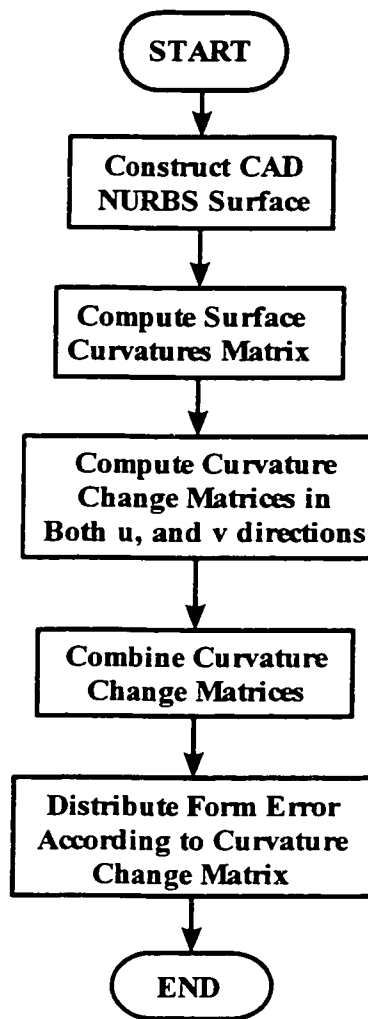 START
Construct CAD
NURBS Surface
Compute Surface
Curvatures Matrix
Compute Curvature
Change Matrices in
Both u, and v directions
Combine Curvature
Change Matrices
Distribute Form Error
According to Curvature
Change Matrix
END